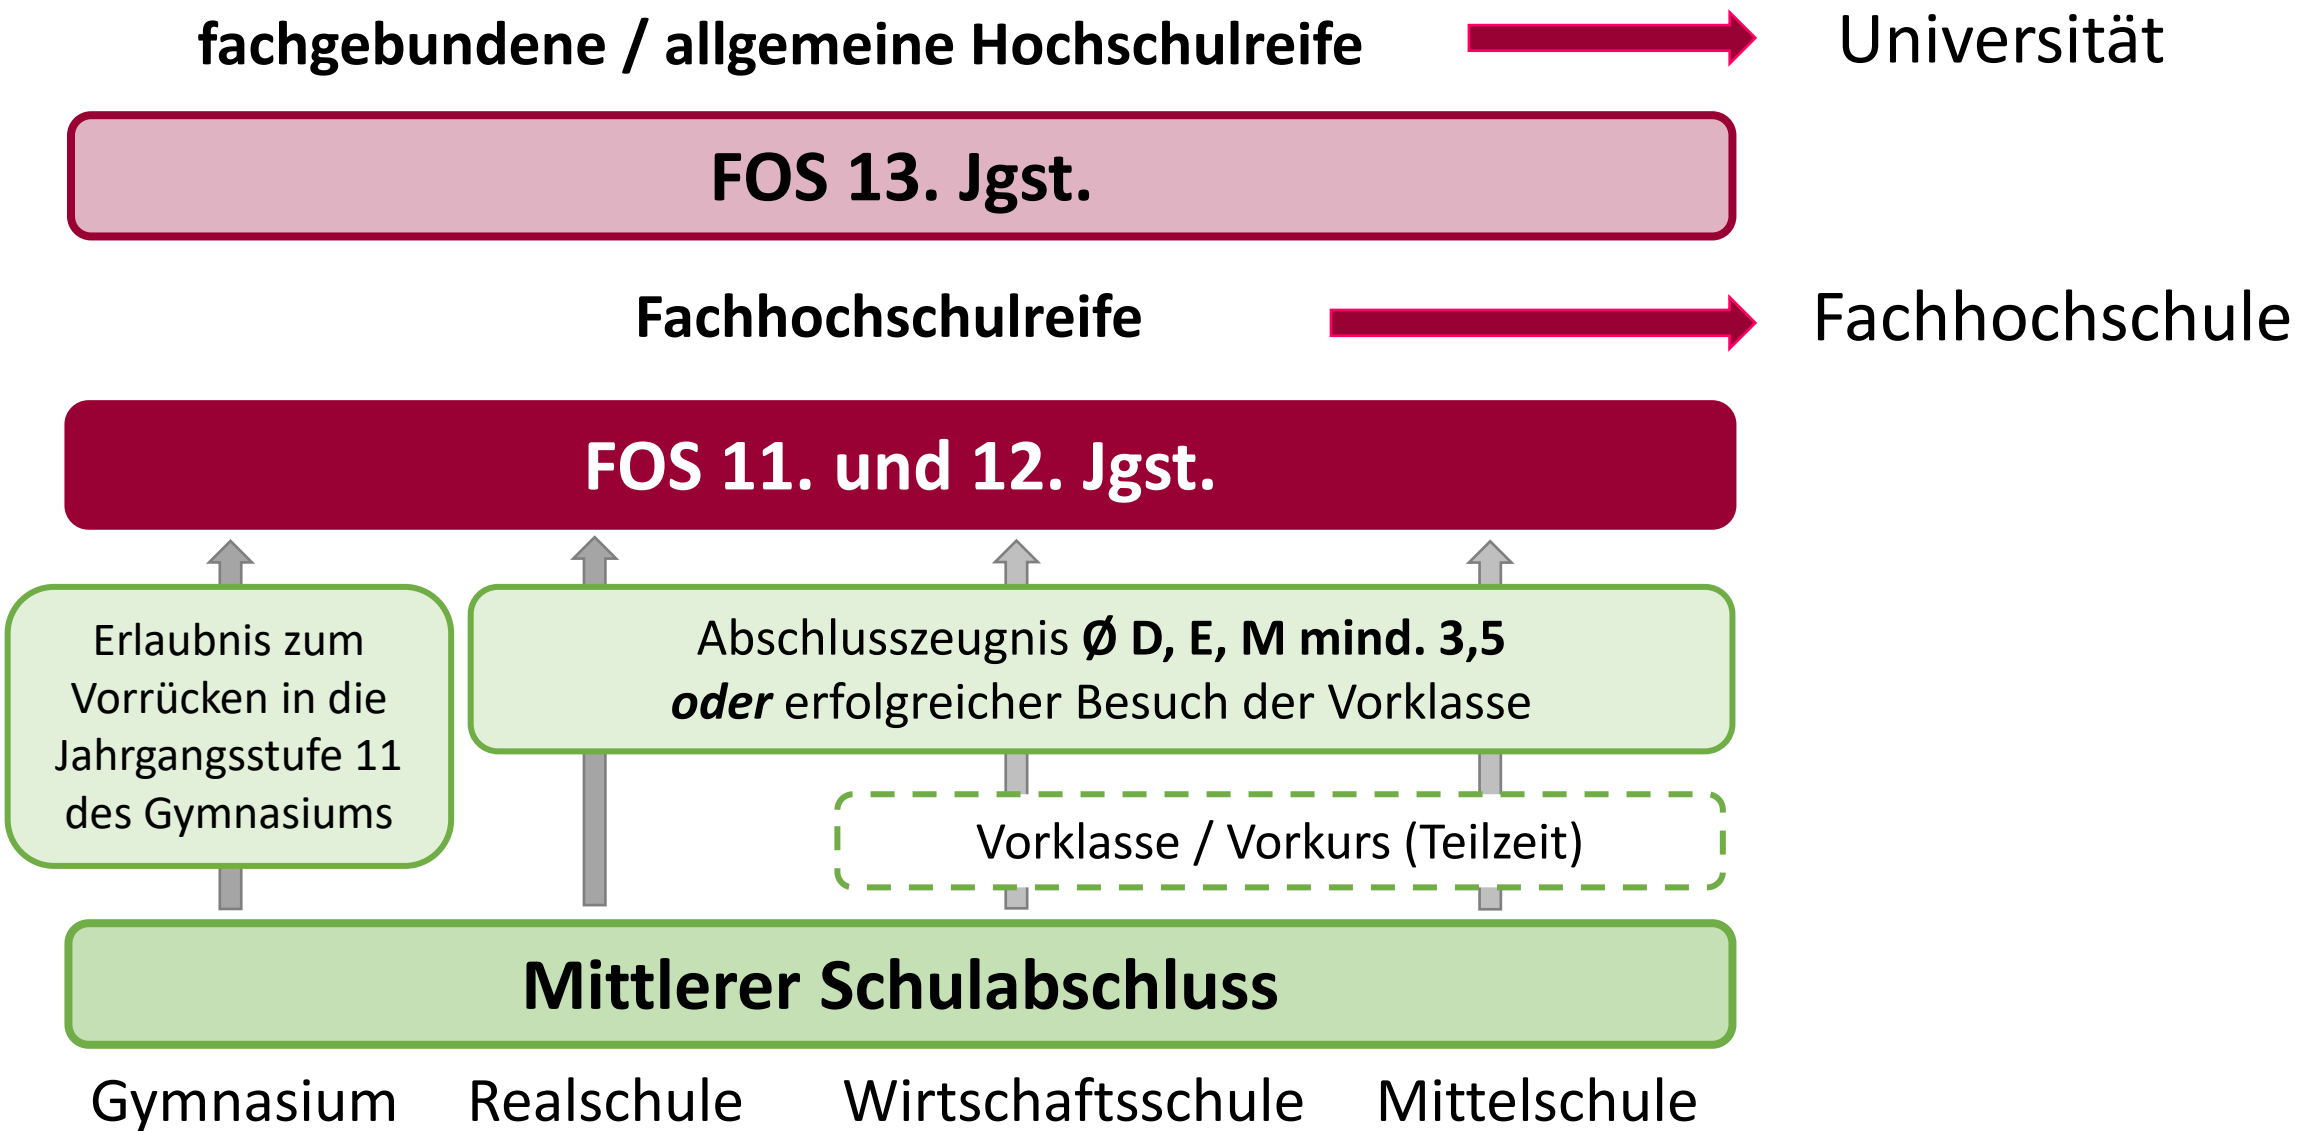 fachgebundene / allgemeine Hochschulreife
Universität
FOS 13. Jgst.
Fachhochschulreife
Fachhochschule
FOS 11. und 12. Jgst.
Erlaubnis zum
Vorrücken in die
Jahrgangsstufe 11
des Gymnasiums
Abschlusszeugnis Ø D, E, M mind. 3,5
oder erfolgreicher Besuch der Vorklasse
Vorklasse / Vorkurs (Teilzeit)
Mittlerer Schulabschluss
Gymnasium
Realschule
Wirtschaftsschule
Mittelschule